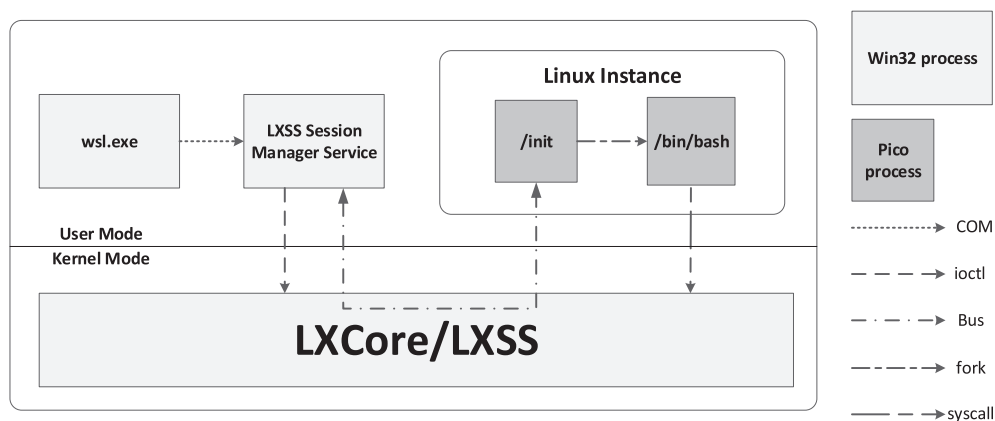 Linux Instance
wsl.exe
LXSS Session
Manager Service
/init
/bin/bash
User Mode
Kernel Mode
LXCore/LXSS
Win32 process
Pico
process
COM
ioctl
Bus
fork
syscall